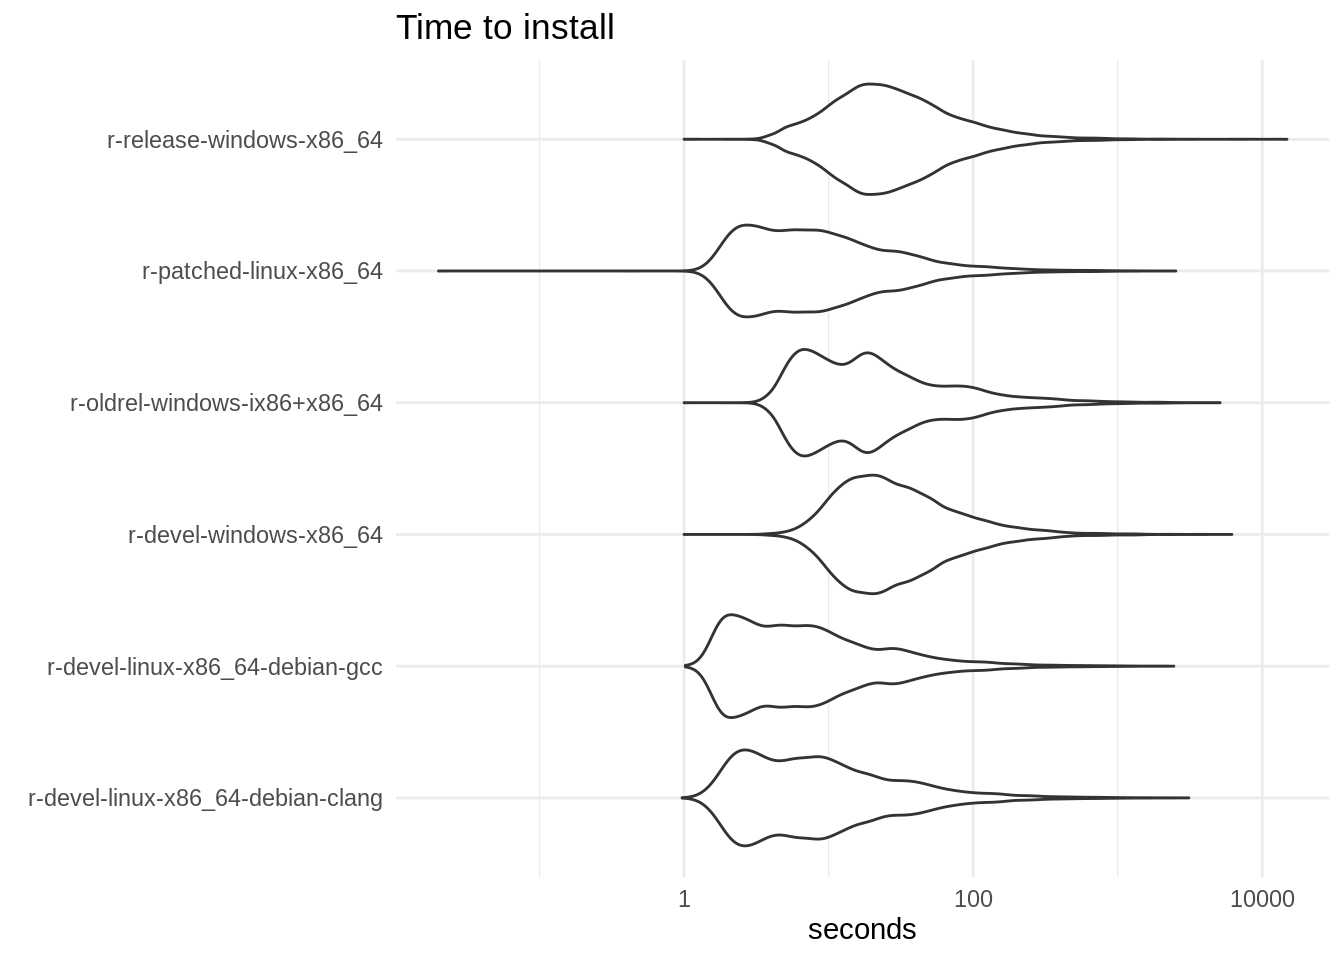 Time to install
r-release-windows-x86_64
r-patched-linux-x86_64
r-oldrel-windows-ix86+x86_64
r-devel-windows-x86_64
r-devel-linux-x86_64-debian-gcc
r-devel-linux-x86_64-debian-clang
1 100 10000
seconds